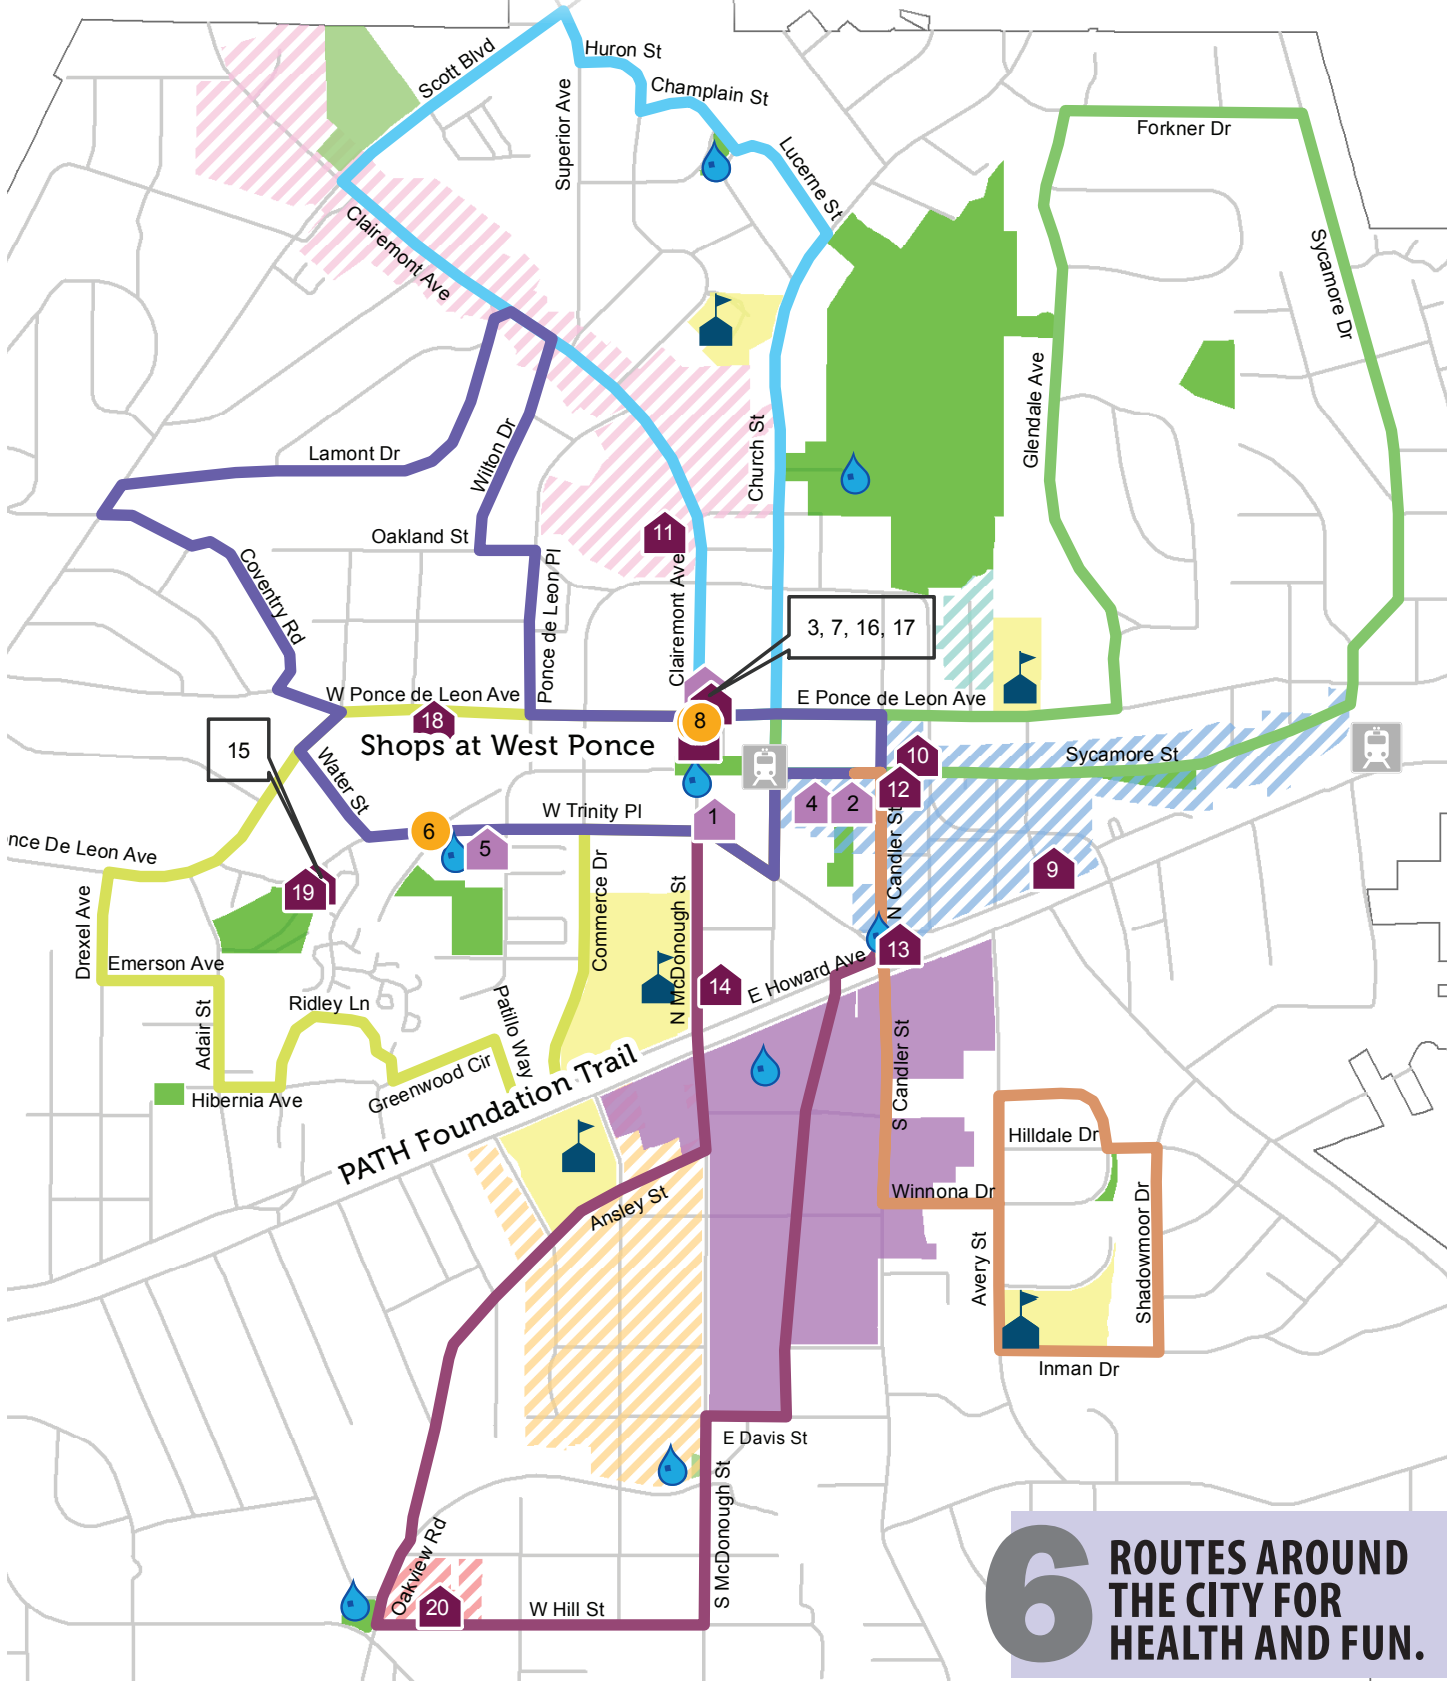 Scott Blvd
Huron St
Champlain St
Superior Ave
Lucerne St
Forkner Dr
Clairemont Ave
Sycamore Dr
Glendale Ave
Church St
Lamont Dr
Wilton Dr
Oakland St
11
Coventry Rd
Ponce de Leon Pl
Clairemont Ave
3, 7, 16, 17
W Ponce de Leon Ave
E Ponce de Leon Ave
18
8
Shops at West Ponce
15
10
Sycamore St
Water St
12
4
2
W Trinity Pl
1
6
5
nce De Leon Ave
N Candler St
9
19
Drexel Ave
Commerce Dr
N McDonough St
13
Emerson Ave
14
E Howard Ave
Ridley Ln
Patillo Way
Adair St
S Candler St
Greenwood Cir
Hibernia Ave
PATH Foundation Trail
Hilldale Dr
Winnona Dr
Ansley St
Avery St
Shadowmoor Dr
Inman Dr
E Davis St
S McDonough St
Oakview Rd
20
W Hill St
6
ROUTES AROUND
THE CITY FOR
HEALTH AND FUN.